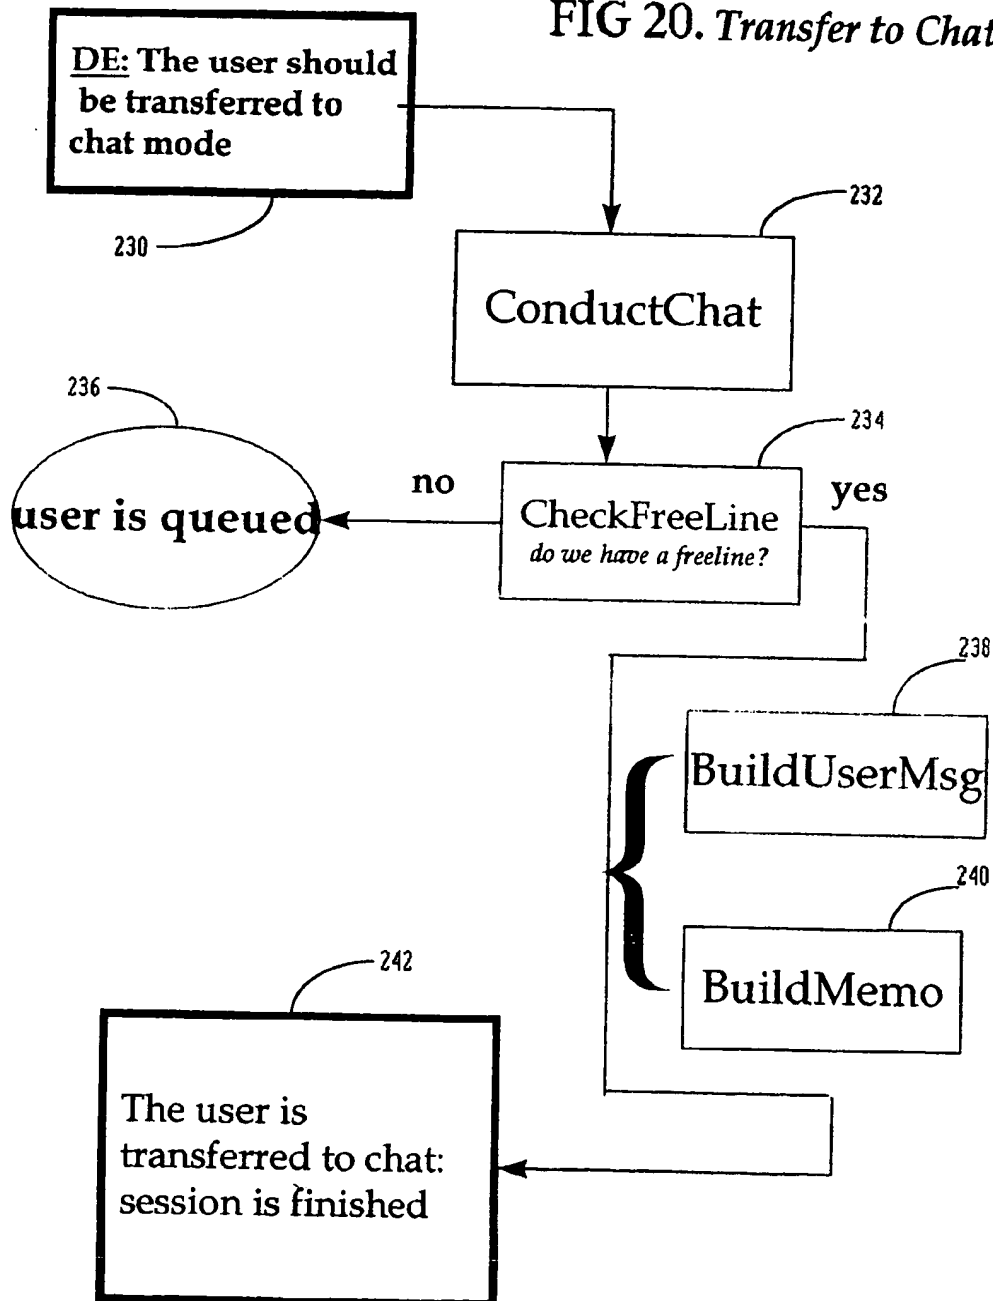 FIG 20. Transfer to Chat
DE: The user should
be transferred to
chat mode
230
232
ConductChat
236
234
user is queued
no
CheckFreeLine
do we have a freeline?
yes
238
BuildUserMsg
240
BuildMemo
242
The user is
transferred to chat:
session is finished